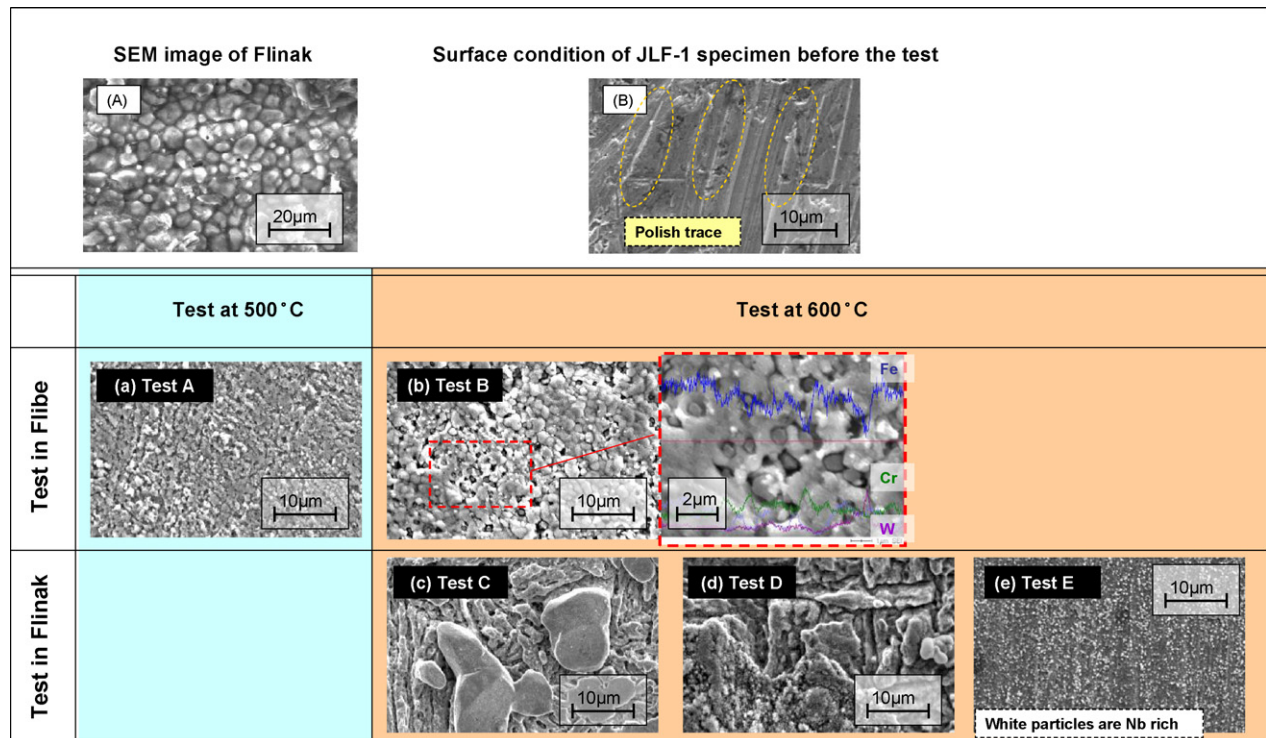 SEM image of Flinak
Surface condition of JLF-1 specimen before the test
(A)
20µm
(B)
Polish trace
10µm
Test at 500°C
Test at 600°C
Test in Flibe
(a) Test A
10µm
(b) Test B
10µm
Fe
Cr
W
2µm
Test in Flinak
(c) Test C
10µm
(d) Test D
10µm
(e) Test E
10µm
White particles are Nb rich